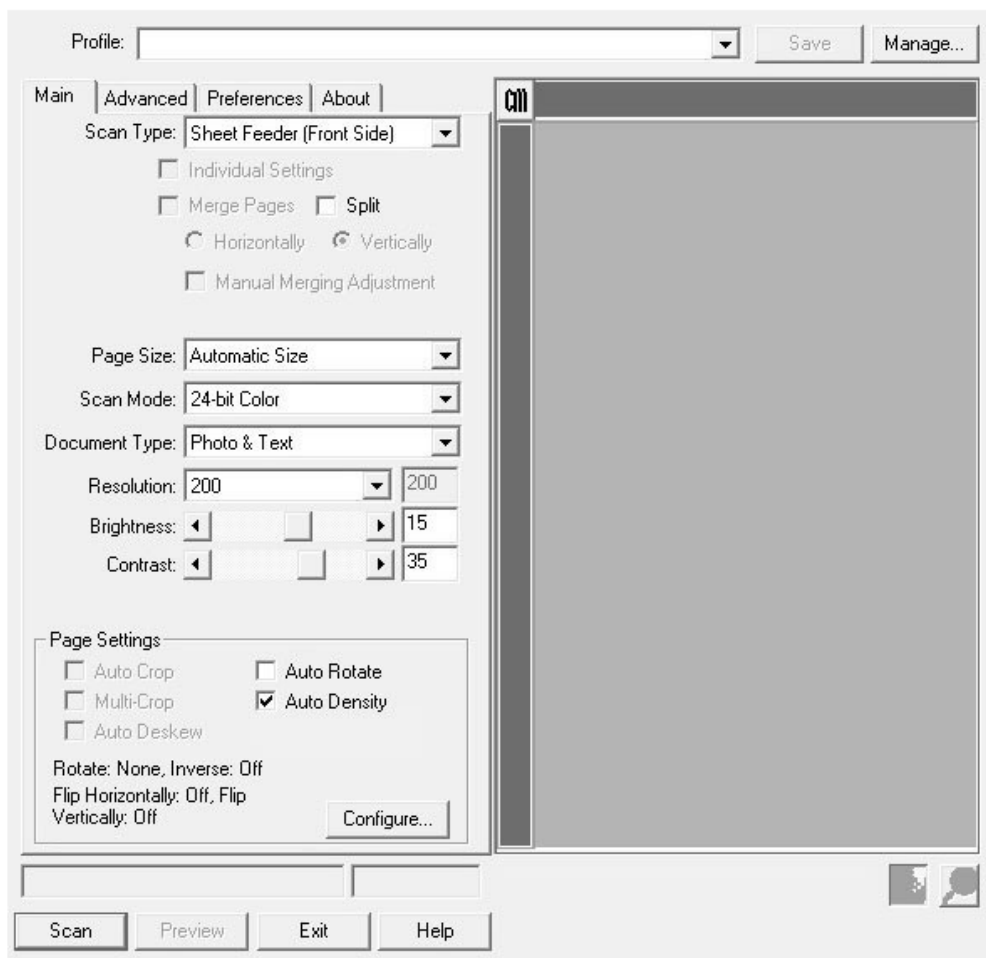 Profile: Save Manage...
Main Advanced Preferences About cm
Scan Type: Sheet Feeder (Front Side)
Individual Settings
Merge Pages Split
Horizontally Vertically
Manual Merging Adjustment
Page Size: Automatic Size
Scan Mode: 24-bit Color
Document Type: Photo & Text
Resolution: 200 200
Brightness: 15
Contrast: 35
Page Settings
Auto Crop Auto Rotate
Multi-Crop Auto Density
Auto Deskew
Rotate: None, Inverse: Off
Flip Horizontally: Off, Flip
Vertically: Off
Configure...
Scan Preview Exit Help